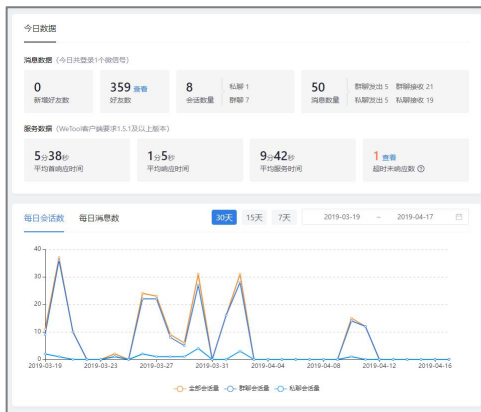 今日数据
消息数据 (今日共登录1个微信号)
0
新增好友数
359 查看
好友数
8
会话数量
私聊 1
群聊 7
50
消息数量
群聊发出 5 群聊接收 21
私聊发出 5 私聊接收 19
服务数据 (WeTool客户端要求1.5.1及以上版本)
5分38秒
平均首响应时间
1分5秒
平均响应时间
9分42秒
平均服务时间
1 查看
超时未响应数
每日会话数 每日消息数 30天 15天 7天 2019-03-19 ~ 2019-04-17
40
30
20
10
0
2019-03-19 2019-03-23 2019-03-27 2019-03-31 2019-04-04 2019-04-08 2019-04-12 2019-04-16
全部会话量 群聊会话量 私聊会话量